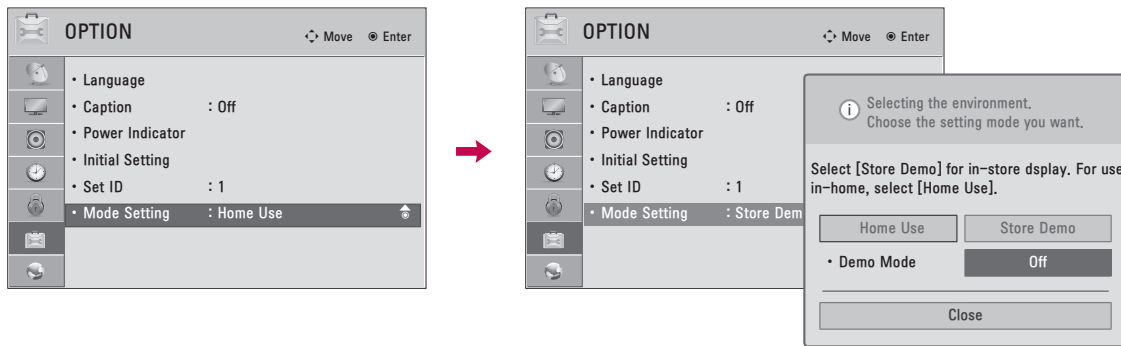 OPTION
Move Enter
• Language
• Caption : Off
• Power Indicator
• Initial Setting
• Set ID : 1
• Mode Setting : Home Use
OPTION
Move Enter
• Language
• Caption : Off
• Power Indicator
• Initial Setting
• Set ID : 1
• Mode Setting : Store Dem
i
Selecting the environment.
Choose the setting mode you want.
Select [Store Demo] for in-store dsplay. For use
in-home, select [Home Use].
Home Use Store Demo
• Demo Mode Off
Close